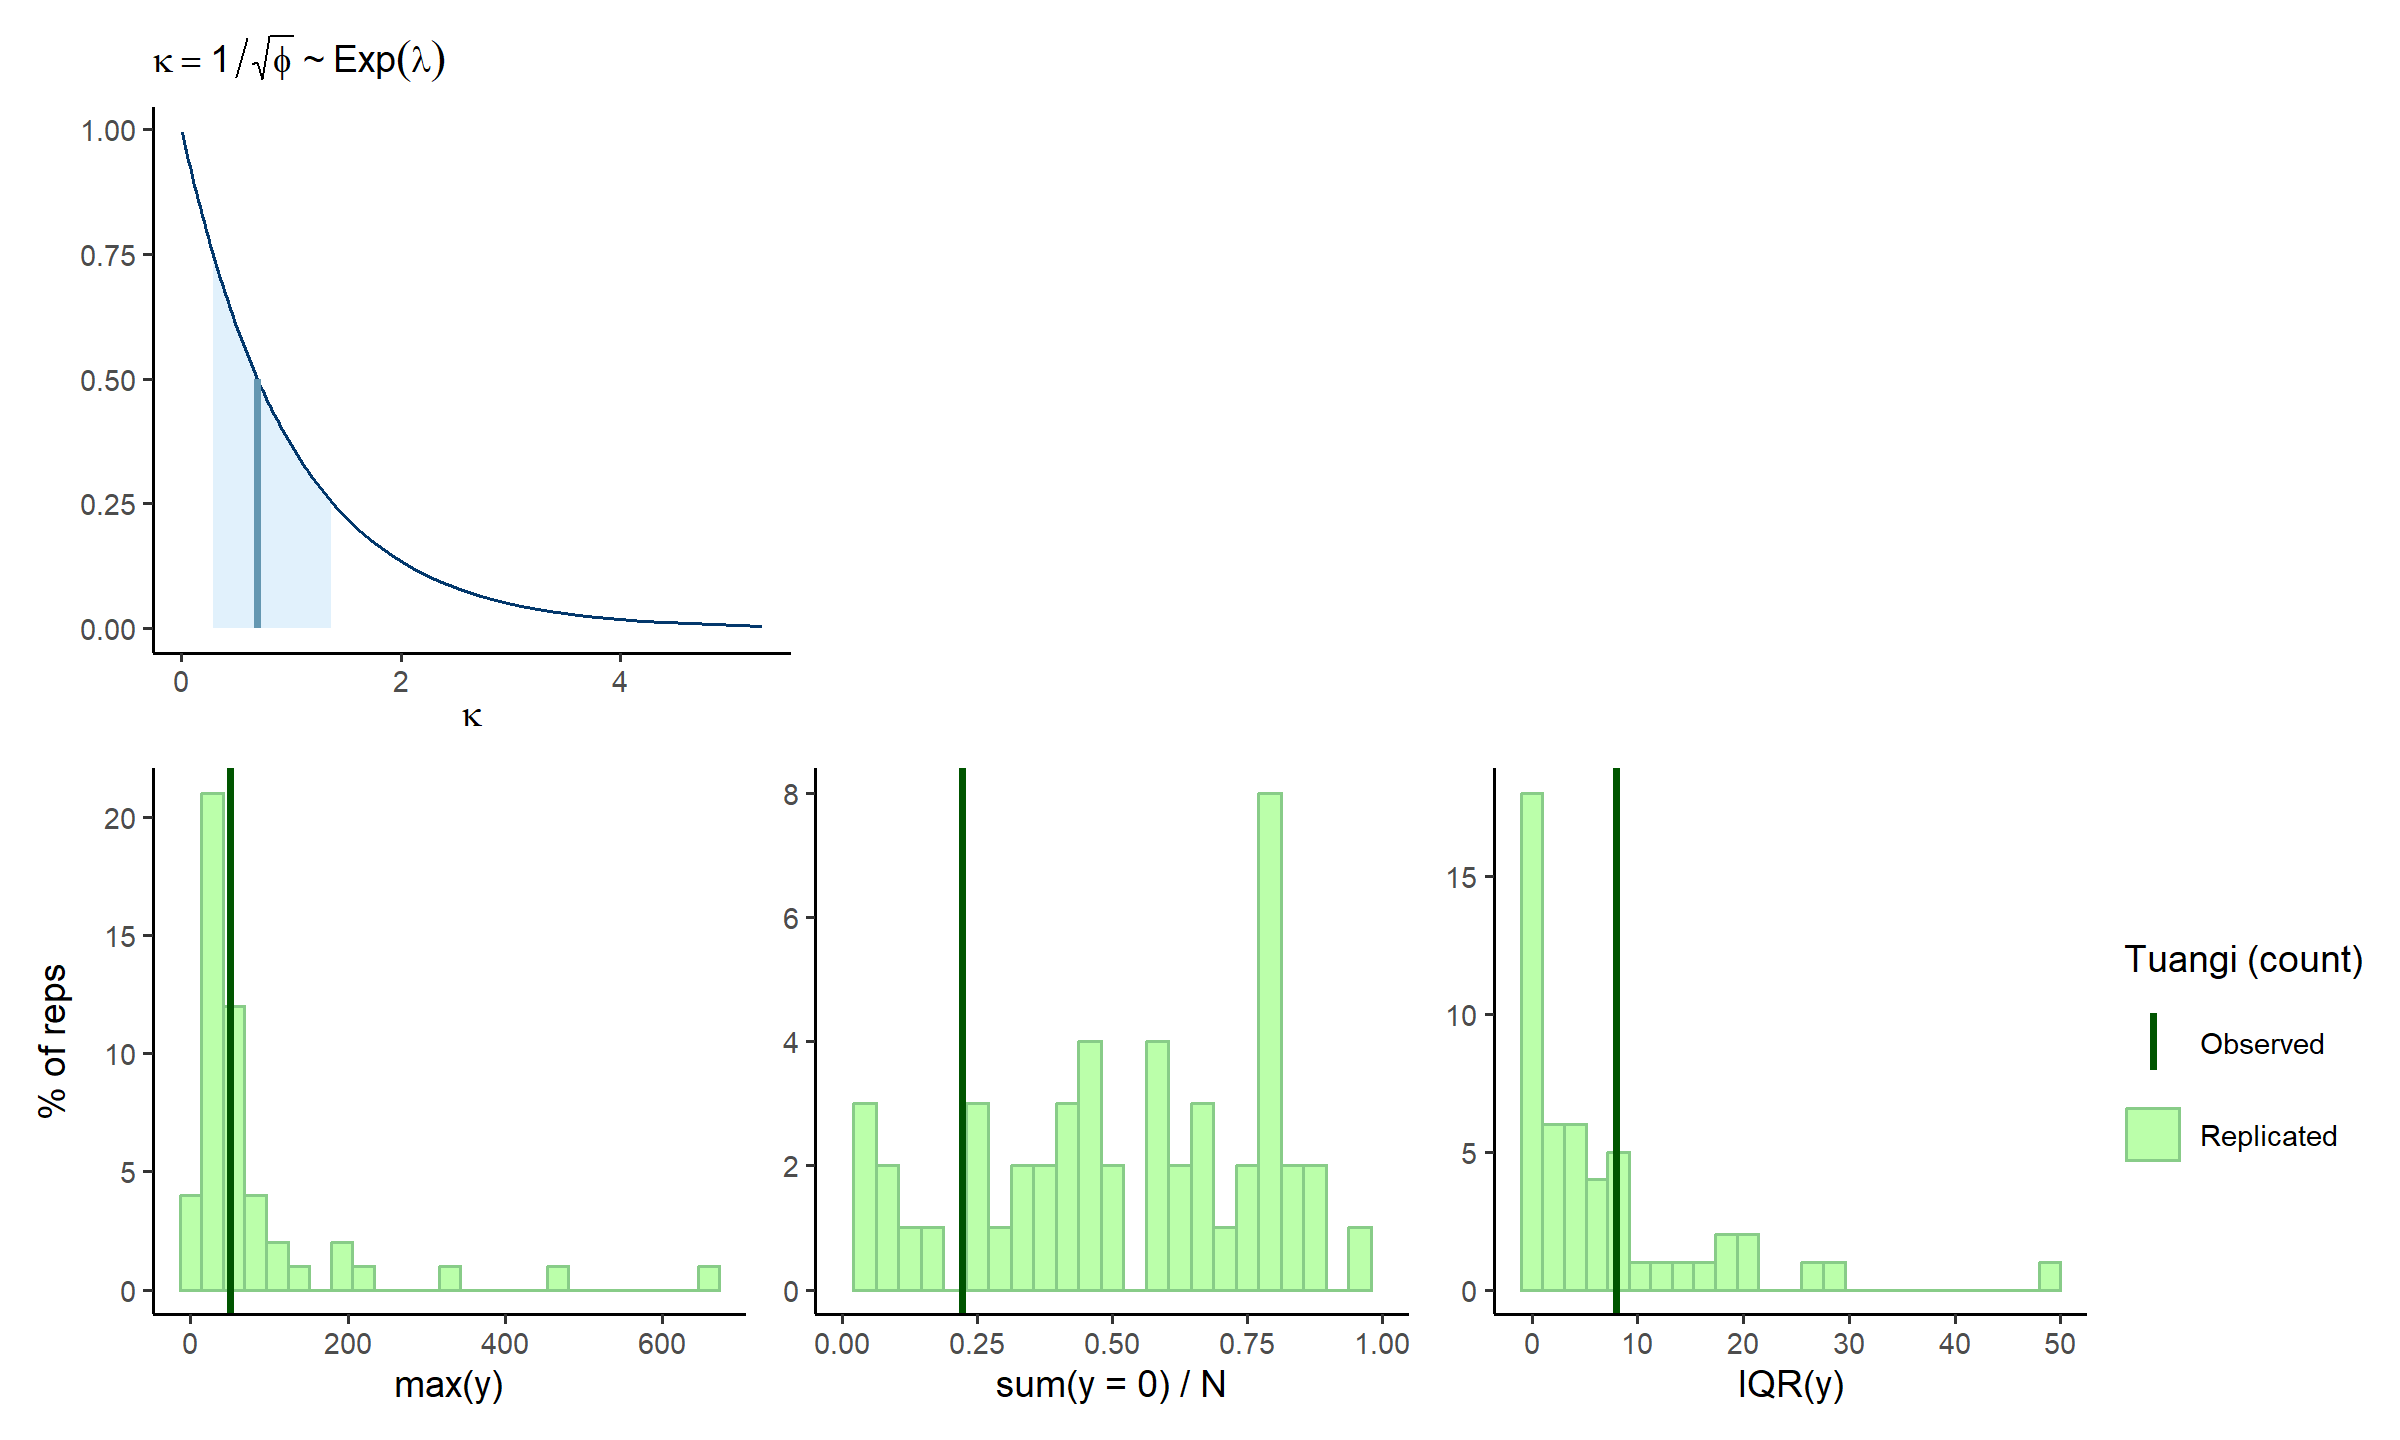 κ = 1/√ϕ ~ Exp(λ)
1.00
0.75
0.50
0.25
0.00
0 2 4
κ
% of reps
20
15
10
5
0
0 200 400 600
max(y)
8
6
4
2
0
0.00 0.25 0.50 0.75 1.00
sum(y = 0) / N
15
10
5
0
0 10 20 30 40 50
IQR(y)
Tuangi (count)
Observed
Replicated